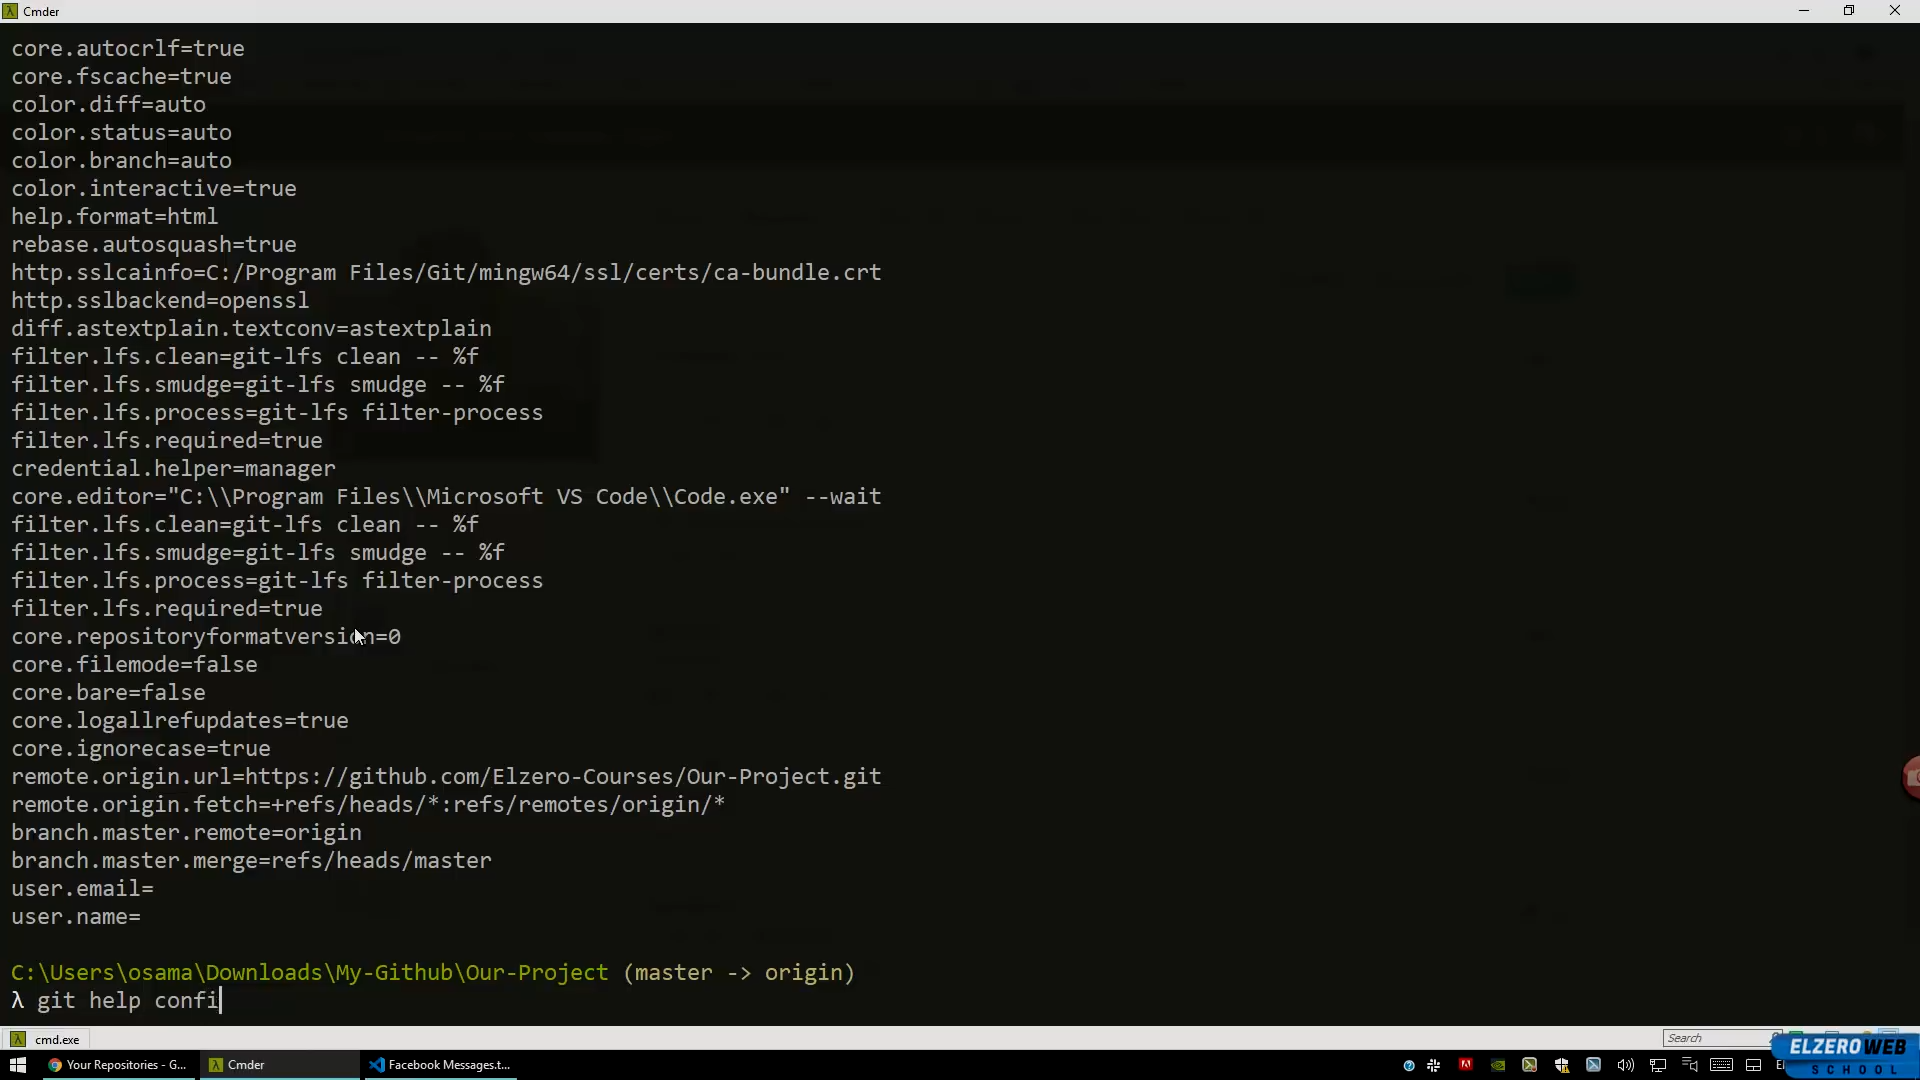 Cmder
core.autocrlf=true
core.fscache=true
color.diff=auto
color.status=auto
color.branch=auto
color.interactive=true
help.format=html
rebase.autosquash=true
http.sslcainfo=C:/Program Files/Git/mingw64/ssl/certs/ca-bundle.crt
http.sslbackend=openssl
diff.astextplain.textconv=astextplain
filter.lfs.clean=git-lfs clean -- %f
filter.lfs.smudge=git-lfs smudge -- %f
filter.lfs.process=git-lfs filter-process
filter.lfs.required=true
credential.helper=manager
core.editor="C:\\Program Files\\Microsoft VS Code\\Code.exe" --wait
filter.lfs.clean=git-lfs clean -- %f
filter.lfs.smudge=git-lfs smudge -- %f
filter.lfs.process=git-lfs filter-process
filter.lfs.required=true
core.repositoryformatversion=0
core.filemode=false
core.bare=false
core.logallrefupdates=true
core.ignorecase=true
remote.origin.url=https://github.com/Elzero-Courses/Our-Project.git
remote.origin.fetch=+refs/heads/*:refs/remotes/origin/*
branch.master.remote=origin
branch.master.merge=refs/heads/master
user.email=
user.name=
C:\Users\osama\Downloads\My-Github\Our-Project (master -> origin)
λ git help confi
cmd.exe
Search
Your Repositories - G...
Cmder
Facebook Messages.t...
ELZERO WEB
SCHOOL